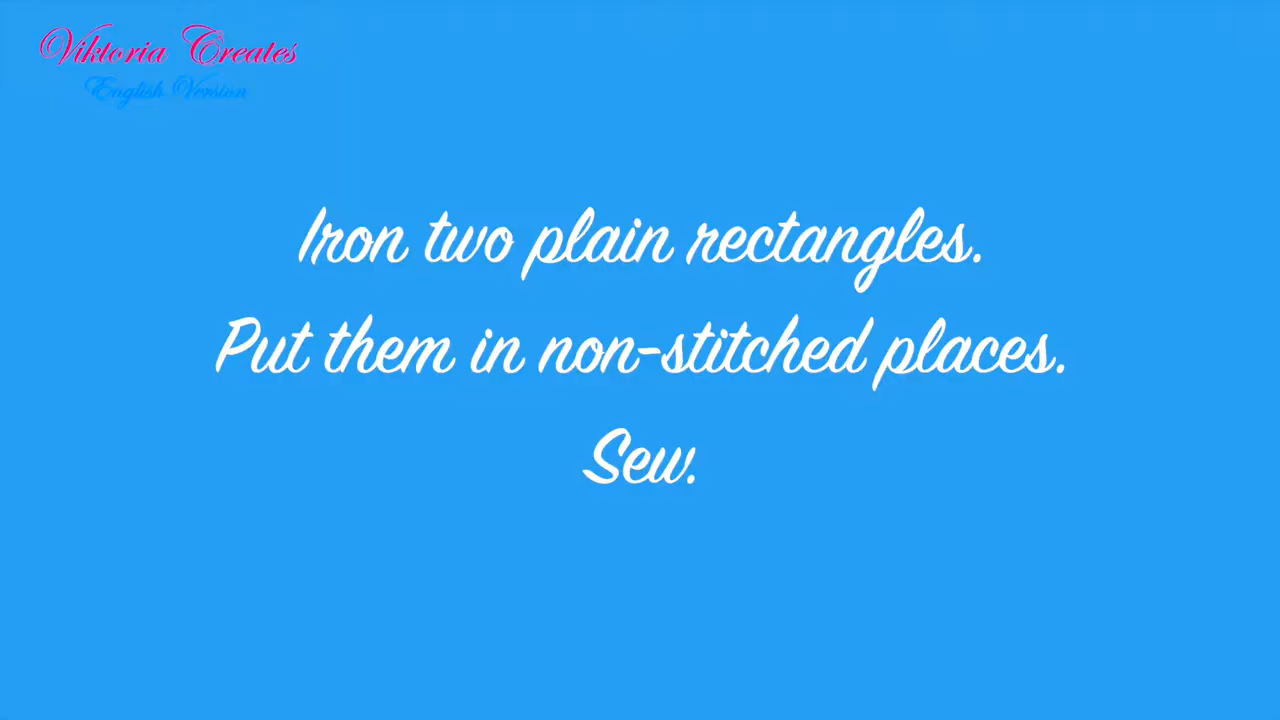 Viktoria Creates
English Version
Iron two plain rectangles.
Put them in non-stitched places.
Sew.